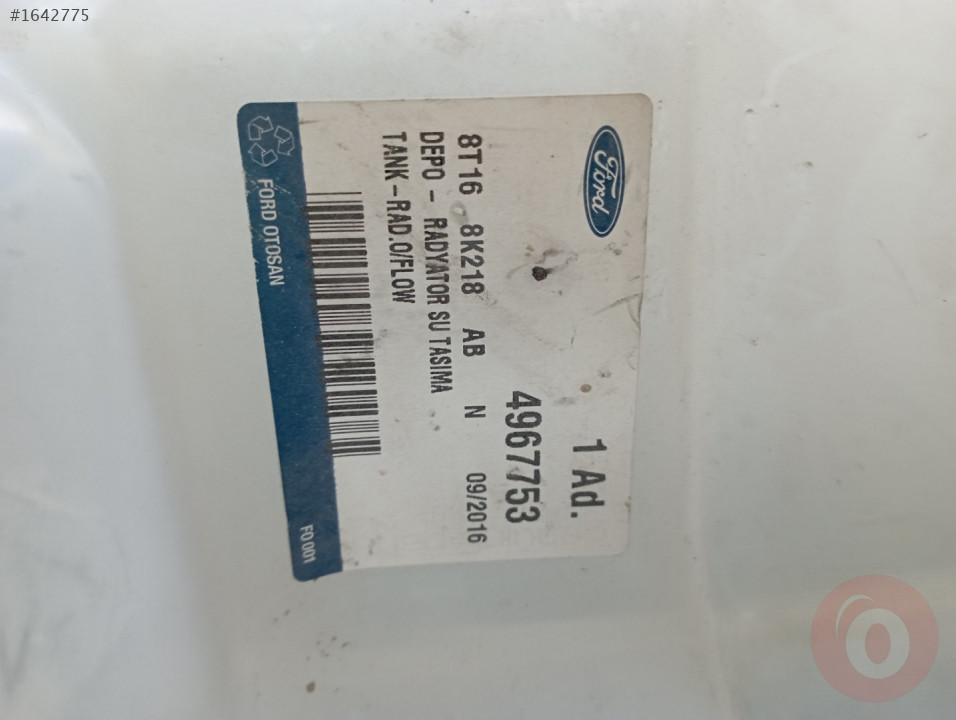 #1642775
Ford
1 Ad.
4967753
8T16 8K218 AB N 09/2016
DEPO - RADYATOR SU TASIMA
TANK-RAD.O/FLOW
FORD OTOSAN
FO 001